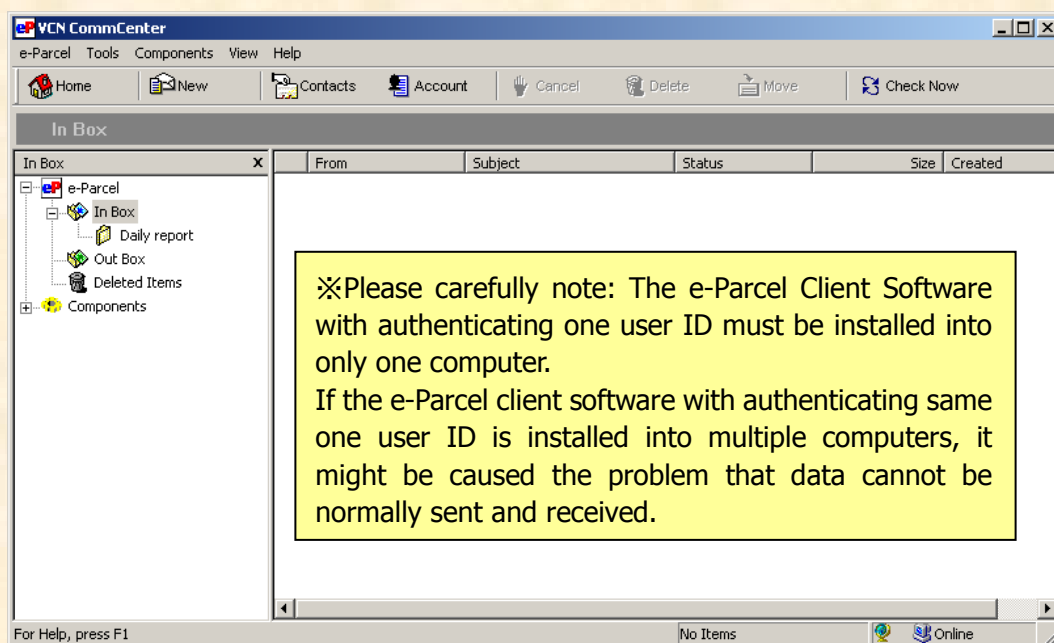 eP VCN CommCenter
e-Parcel Tools Components View Help
Home New Contacts Account Cancel Delete Move Check Now
In Box
In Box x From Subject Status Size Created
eP e-Parcel
In Box
Daily report
Out Box
Deleted Items
Components
※Please carefully note: The e-Parcel Client Software
with authenticating one user ID must be installed into
only one computer.
If the e-Parcel client software with authenticating same
one user ID is installed into multiple computers, it
might be caused the problem that data cannot be
normally sent and received.
For Help, press F1 No Items Online